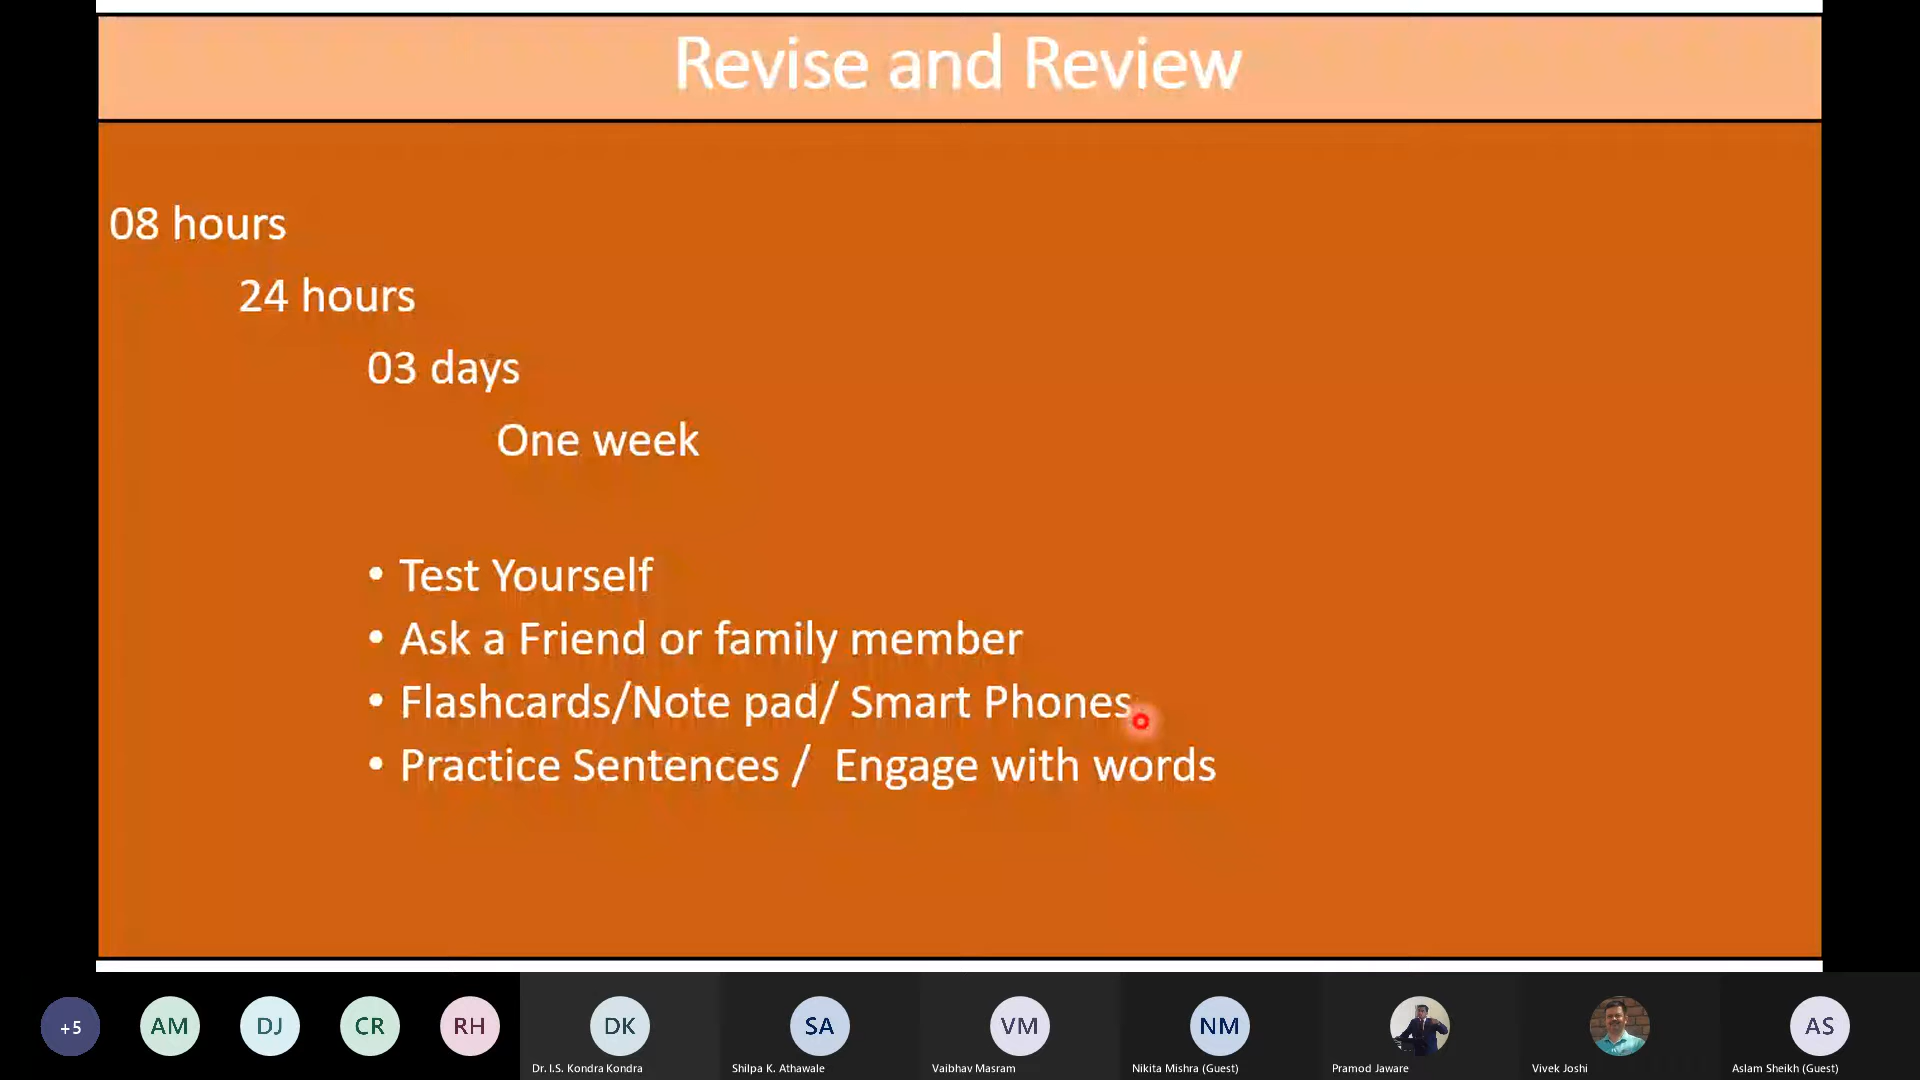 Revise and Review
08 hours
24 hours
03 days
One week
• Test Yourself
• Ask a Friend or family member
• Flashcards/Note pad/ Smart Phones
• Practice Sentences /  Engage with words
+5
AM
DJ
CR
RH
DK
SA
VM
NM
AS
Dr. I.S. Kondra Kondra
Shilpa K. Athawale
Vaibhav Masram
Nikita Mishra (Guest)
Pramod Jaware
Vivek Joshi
Aslam Sheikh (Guest)